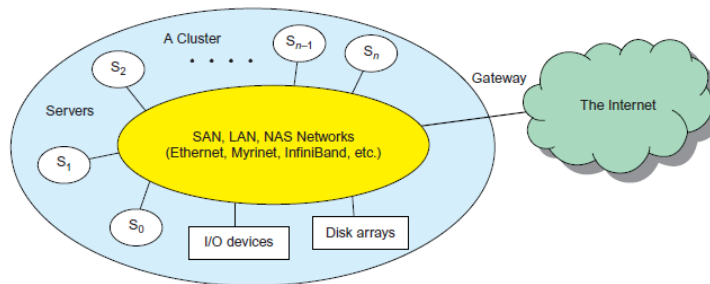 A Cluster
. . . .
S2
Sn–1
Sn
Gateway
Servers
The Internet
SAN, LAN, NAS Networks
(Ethernet, Myrinet, InfiniBand, etc.)
S1
S0
I/O devices
Disk arrays